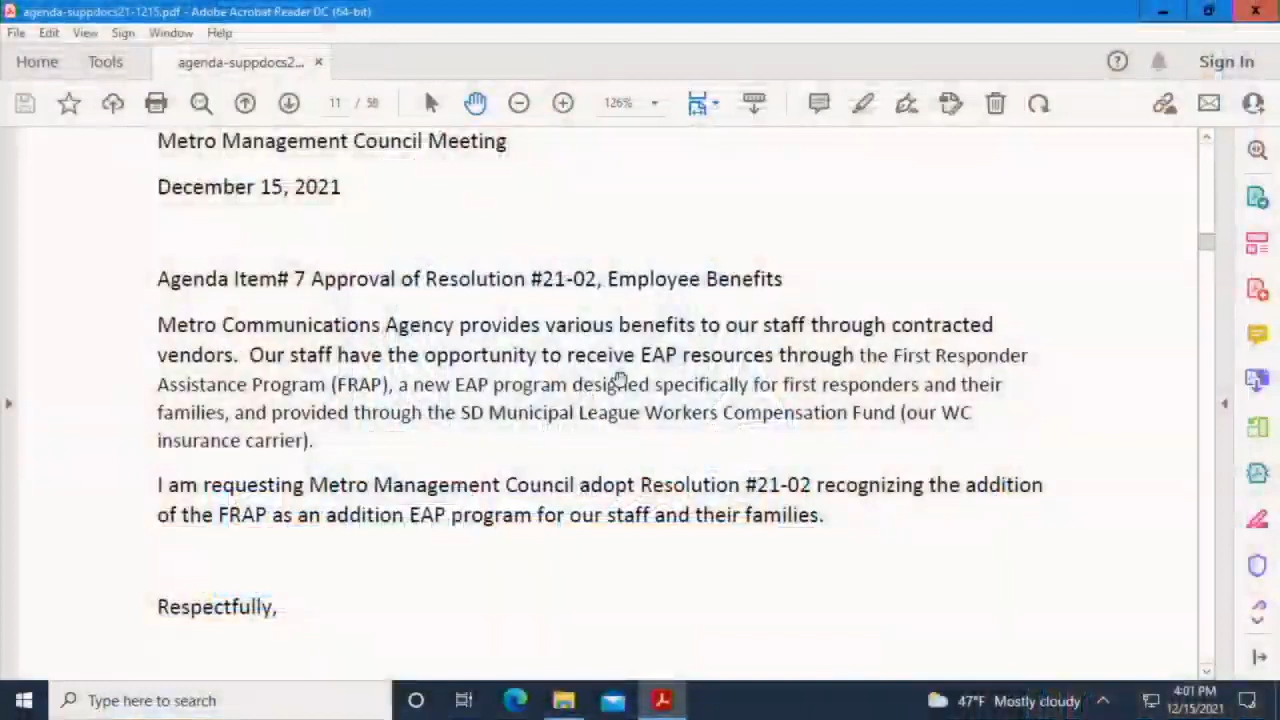 agenda-suppdocs21-1215.pdf - Adobe Acrobat Reader DC (64-bit)
File Edit View Sign Window Help
Home Tools agenda-suppdocs2... × Sign In
11 / 58 126%
Metro Management Council Meeting
December 15, 2021
Agenda Item# 7 Approval of Resolution #21-02, Employee Benefits
Metro Communications Agency provides various benefits to our staff through contracted
vendors. Our staff have the opportunity to receive EAP resources through the First Responder
Assistance Program (FRAP), a new EAP program designed specifically for first responders and their
families, and provided through the SD Municipal League Workers Compensation Fund (our WC
insurance carrier).
I am requesting Metro Management Council adopt Resolution #21-02 recognizing the addition
of the FRAP as an addition EAP program for our staff and their families.
Respectfully,
Type here to search
47°F Mostly cloudy
4:01 PM
12/15/2021